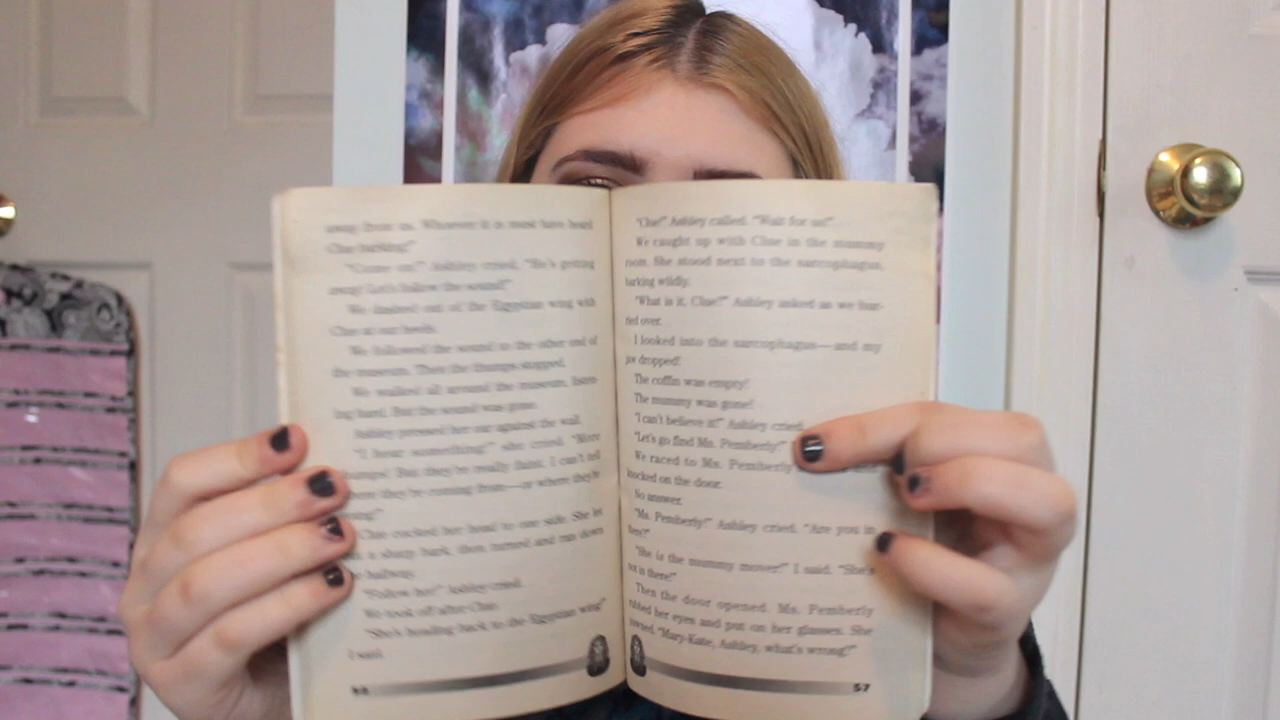 away from us. Whoever it is must have heard
Clue barking!"
"Come on!" Ashley cried. "He's getting
away! Let's follow the sound!"
We dashed out of the Egyptian wing with
Clue at our heels.
We followed the sound to the other end of
the museum. Then the thumps stopped.
We walked all around the museum, listen-
ing hard. But the sound was gone.
Ashley pressed her ear against the wall.
"I hear something!" she cried. "More
But they're really faint. I can't tell
they're coming from—or where they're
Clue cocked her head to one side. She let
a sharp bark, then turned and ran down
hallway.
"Follow her!" Ashley cried.
We took off after Clue.
"She's heading back to the Egyptian wing!"
I said.
"Clue!" Ashley called. "Wait for us!"
We caught up with Clue in the mummy
room. She stood next to the sarcophagus,
barking wildly.
"What is it, Clue?" Ashley asked as we hur-
ried over.
I looked into the sarcophagus—and my
jaw dropped!
The coffin was empty!
The mummy was gone!
"I can't believe it!" Ashley cried.
"Let's go find Ms. Pemberly!"
We raced to Ms. Pemberly
knocked on the door.
No answer.
"Ms. Pemberly!" Ashley cried. "Are you in
there?"
"She is the mummy mover!" I said. "She's
not in there!"
Then the door opened. Ms. Pemberly
rubbed her eyes and put on her glasses. She
yawned. "Mary-Kate, Ashley, what's wrong?"
57